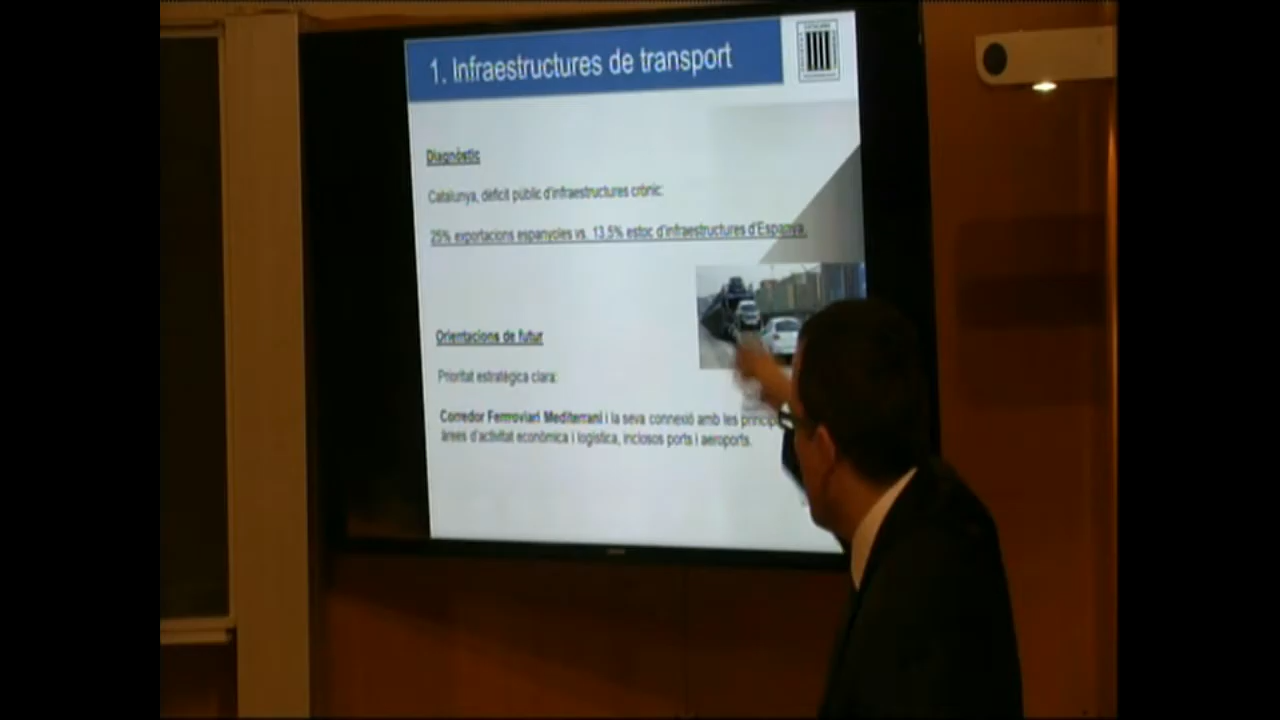 1. Infraestructures de transport
Diagnòstic
Catalunya, dèficit públic d'infraestructures crònic:
25% exportacions espanyoles vs. 13.5% estoc d'infraestructures d'Espanya.
Orientacions de futur
Prioritat estratègica clara:
Corredor Ferroviari Mediterrani i la seva connexió amb les
àrees d'activitat econòmica i logística, inclosos ports i aeroports.